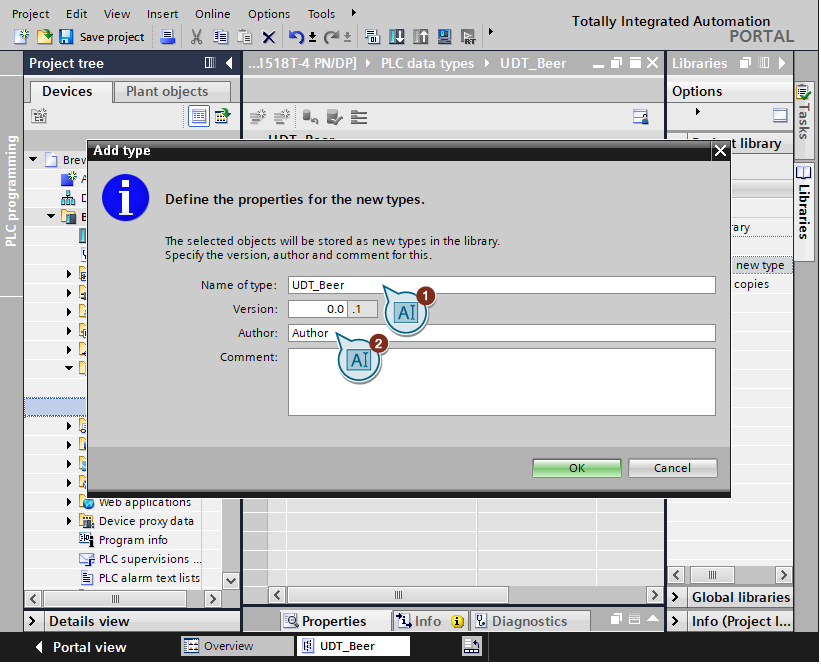 Project Edit View Insert Online Options Tools
Totally Integrated Automation
PORTAL
Save project
Project tree
...1518T-4 PN/DP] PLC data types UDT_Beer
Libraries
Devices Plant objects
Options
Tasks
Libraries
PLC programming
UDT_Beer
library
Add type
Brew
Define the properties for the new types.
The selected objects will be stored as new types in the library.
Specify the version, author and comment for this.
Name of type: UDT_Beer
1
Version: 0.0 .1
Author: Author
2
Comment:
new type
copies
OK Cancel
Web applications
Device proxy data
Program info
PLC supervisions ...
PLC alarm text lists
Global libraries
Details view
Properties Info Diagnostics
Info (Project l...
Portal view Overview UDT_Beer